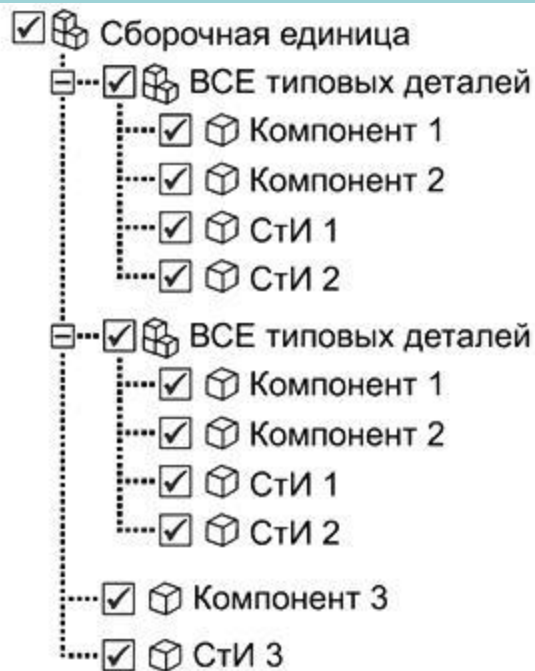 Сборочная единица
ВСЕ типовых деталей
Компонент 1
Компонент 2
СтИ 1
СтИ 2
ВСЕ типовых деталей
Компонент 1
Компонент 2
СтИ 1
СтИ 2
Компонент 3
СтИ 3